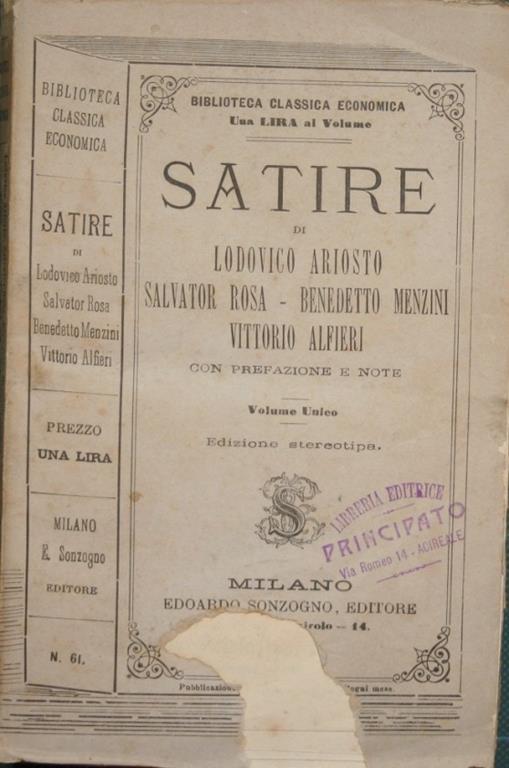 BIBLIOTECA
CLASSICA
ECONOMICA
SATIRE
DI
Lodovico Ariosto
Salvator Rosa
Benedetto Menzini
Vittorio Alfieri
PREZZO
UNA LIRA
MILANO
E. Sonzogno
EDITORE
N. 61.
BIBLIOTECA CLASSICA ECONOMICA
Una LIRA al Volume
SATIRE
DI
LODOVICO ARIOSTO
SALVATOR ROSA - BENEDETTO MENZINI
VITTORIO ALFIERI
CON PREFAZIONE E NOTE
Volume Unico
Edizione stereotipa.
S
LIBRERIA EDITRICE
PRINCIPATO
Via Romeo 14 - ACIREALE
MILANO
EDOARDO SONZOGNO, EDITORE
14.
ogni mese.